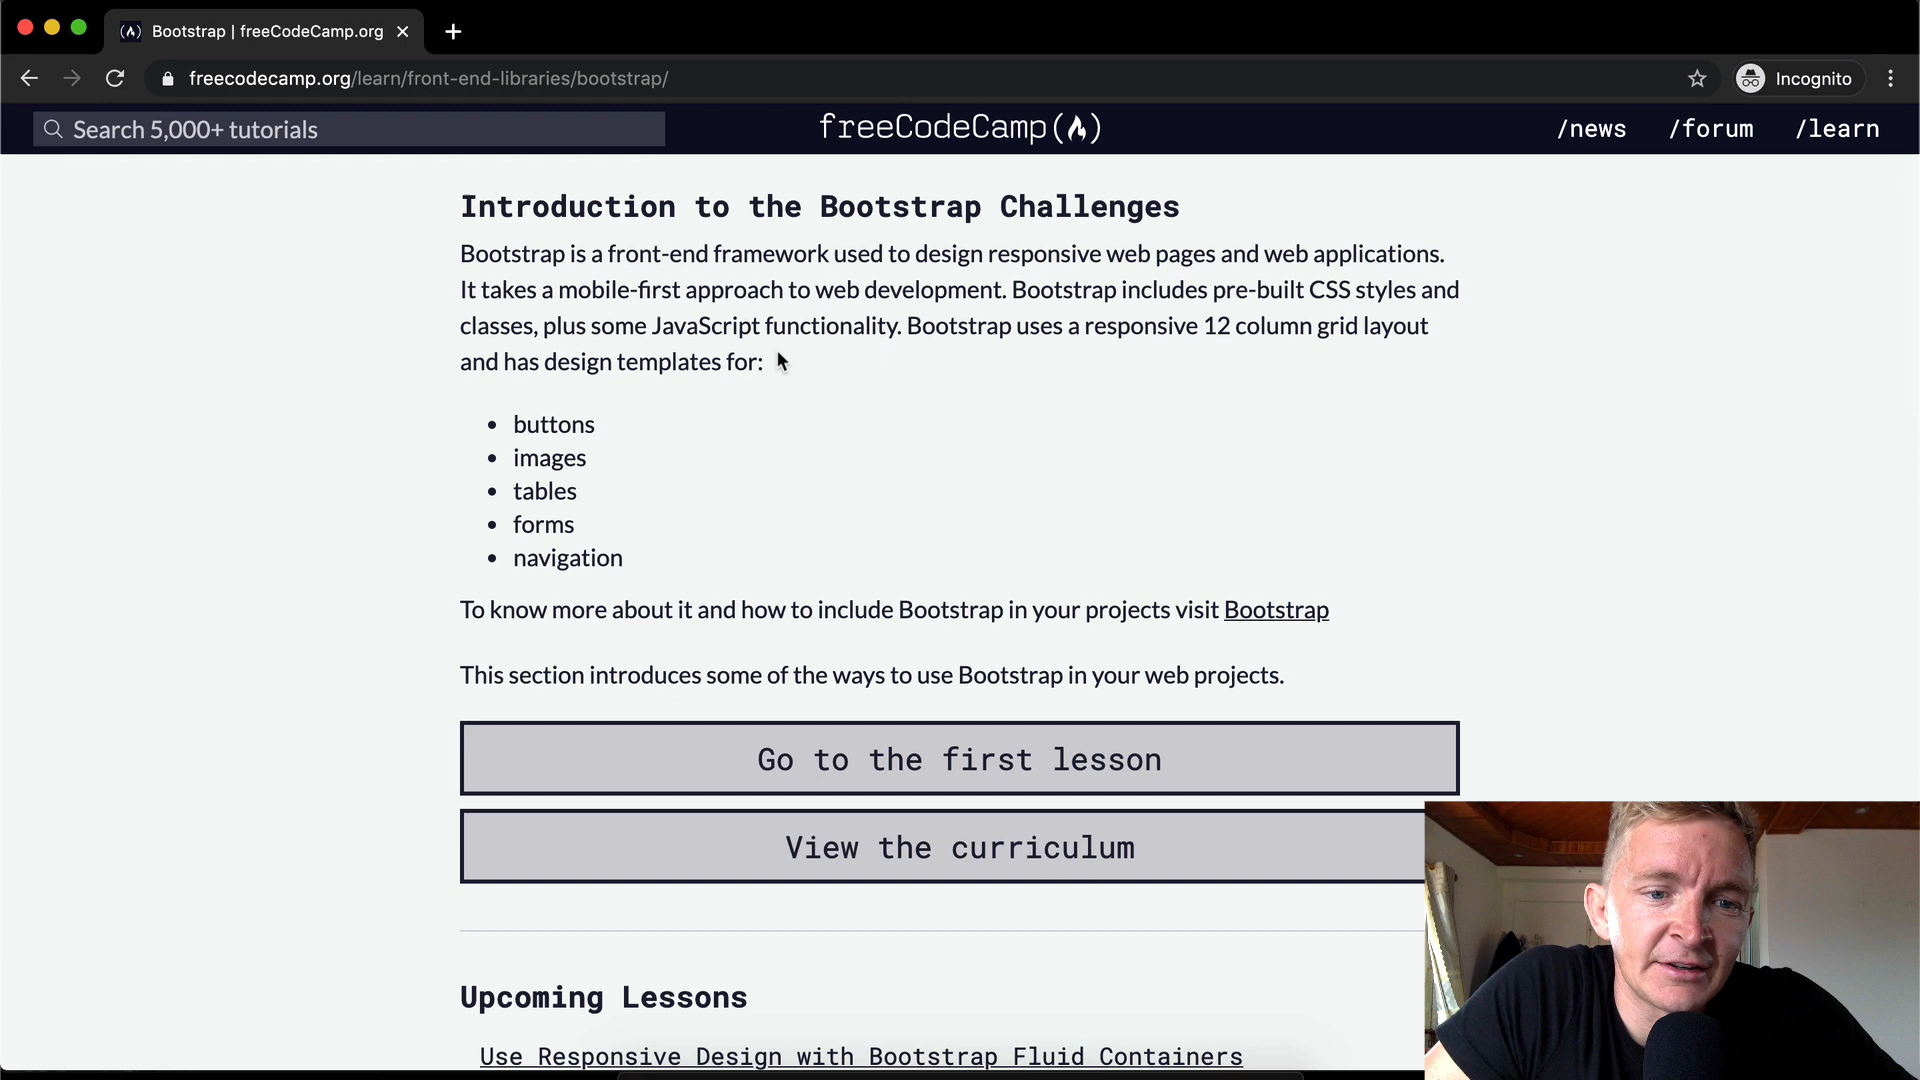 Bootstrap | freeCodeCamp.org
freecodecamp.org/learn/front-end-libraries/bootstrap/
Incognito
Search 5,000+ tutorials
freeCodeCamp
/news
/forum
/learn
Introduction to the Bootstrap Challenges
Bootstrap is a front-end framework used to design responsive web pages and web applications.
It takes a mobile-first approach to web development. Bootstrap includes pre-built CSS styles and
classes, plus some JavaScript functionality. Bootstrap uses a responsive 12 column grid layout
and has design templates for:
buttons
images
tables
forms
navigation
To know more about it and how to include Bootstrap in your projects visit Bootstrap
This section introduces some of the ways to use Bootstrap in your web projects.
Go to the first lesson
View the curriculum
Upcoming Lessons
Use Responsive Design with Bootstrap Fluid Containers